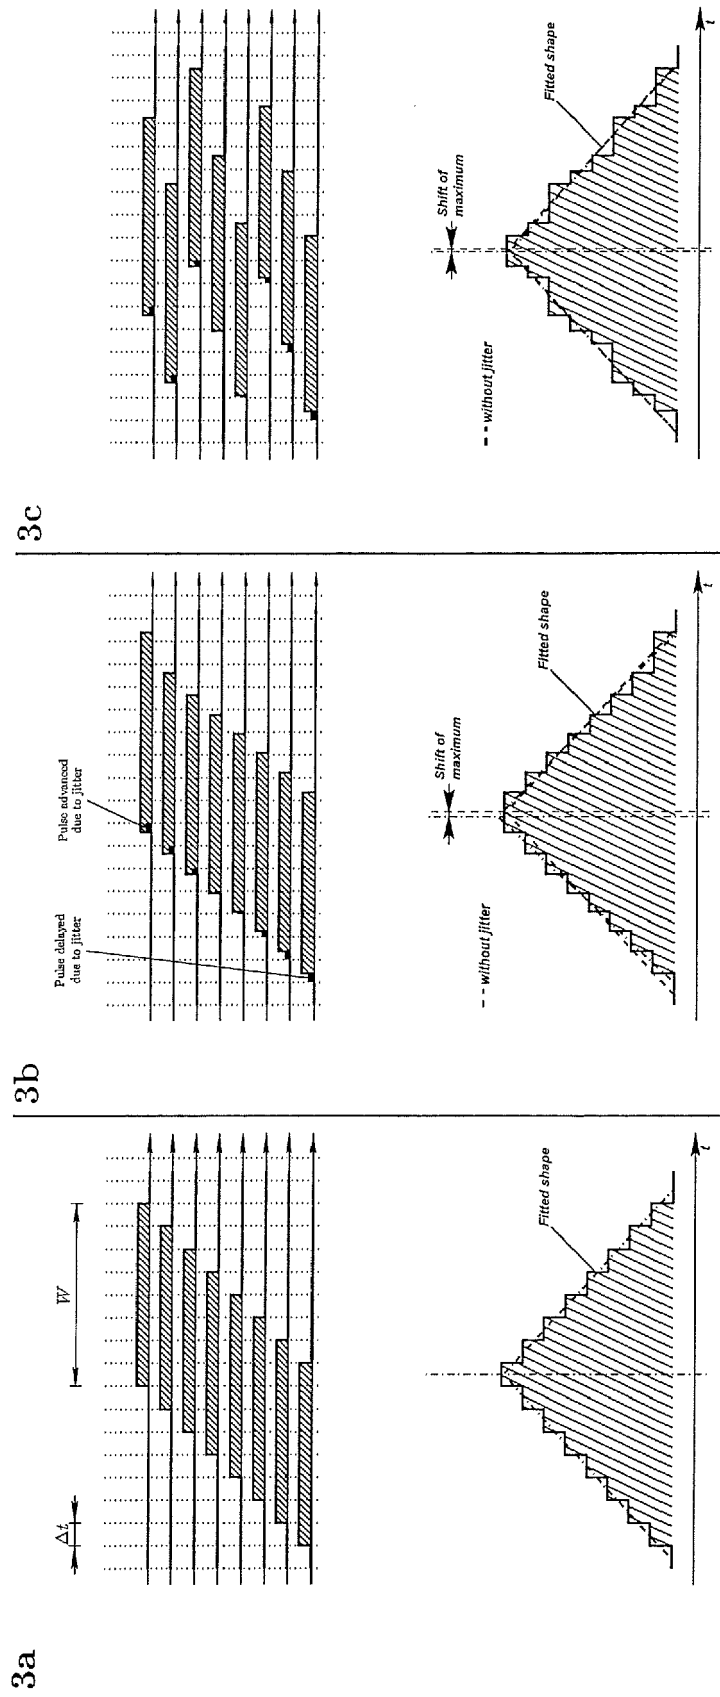 3a
Δt
W
Fitted shape
t
3b
Pulse delayed
due to jitter
Pulse advanced
due to jitter
-- without jitter
Shift of
maximum
Fitted shape
t
3c
-- without jitter
Shift of
maximum
Fitted shape
t